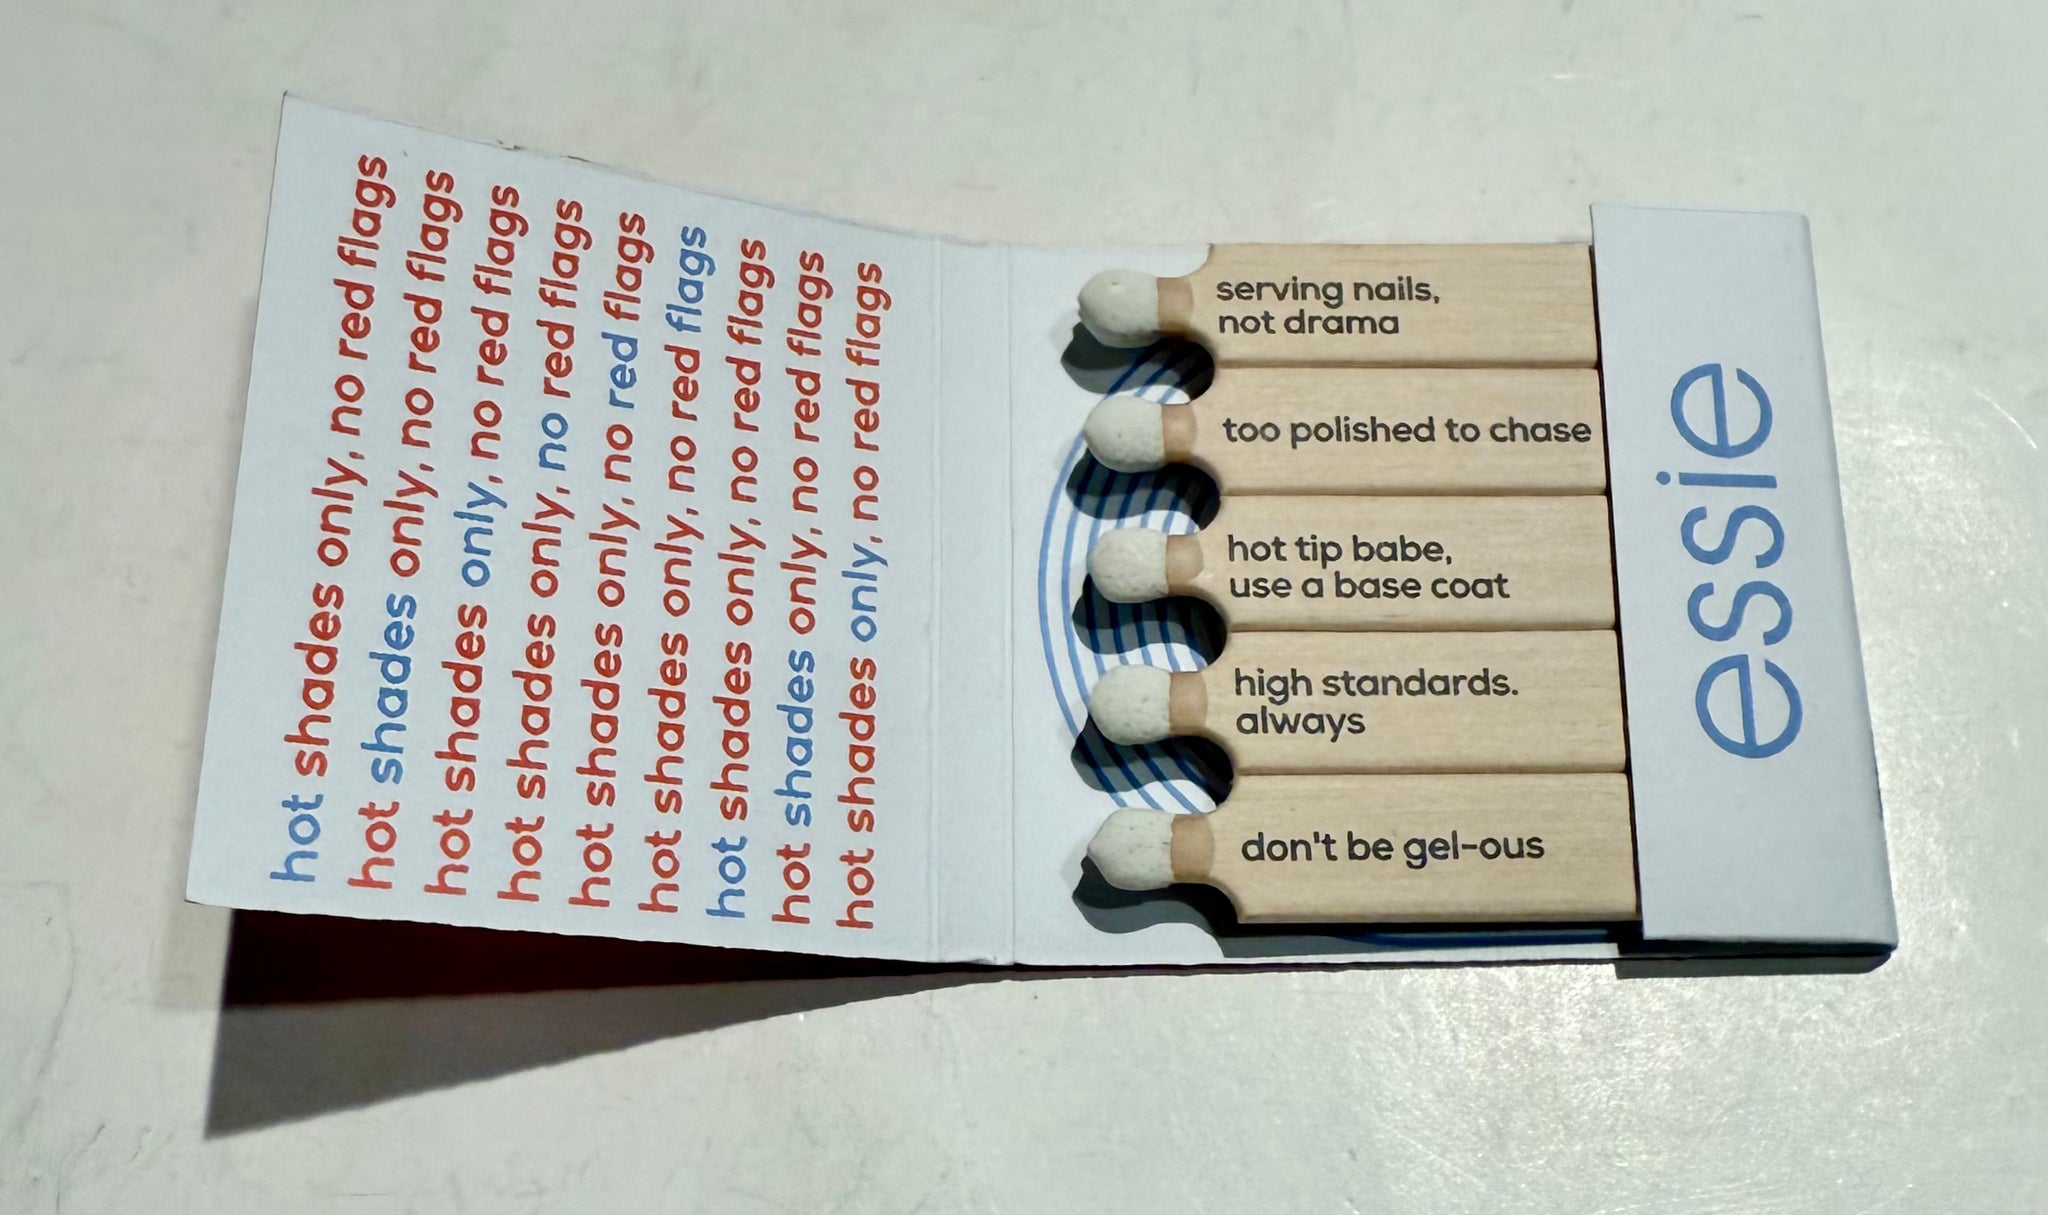 hot shades only, no red flags
hot shades only, no red flags
hot shades only, no red flags
hot shades only, no red flags
hot shades only, no red flags
hot shades only, no red flags
hot shades only, no red flags
hot shades only, no red flags
hot shades only, no red flags
serving nails,
not drama
too polished to chase
hot tip babe,
use a base coat
high standards.
always
don't be gel-ous
essie